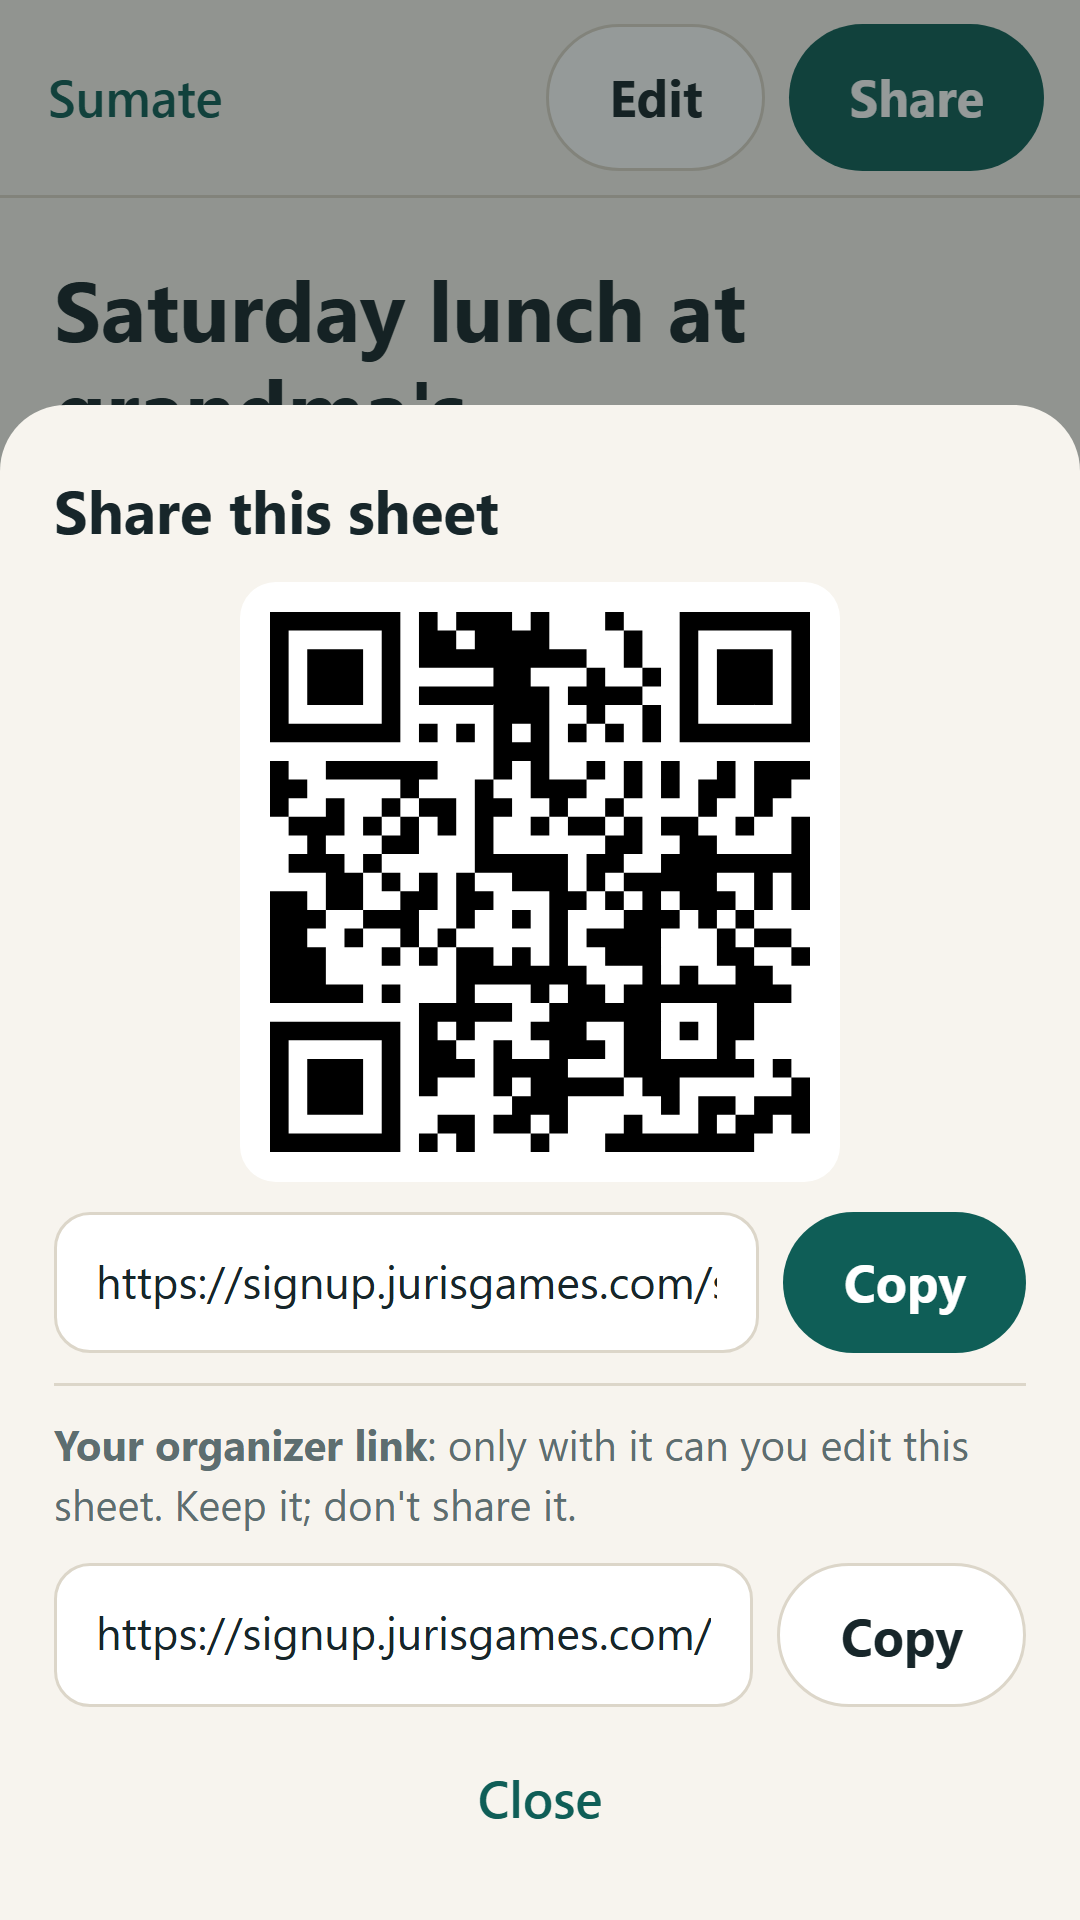 Sumate
Edit
Share
Saturday lunch at
grandma's
Share this sheet
https://signup.jurisgames.com/s
Copy
Your organizer link: only with it can you edit this
sheet. Keep it; don't share it.
https://signup.jurisgames.com/
Copy
Close